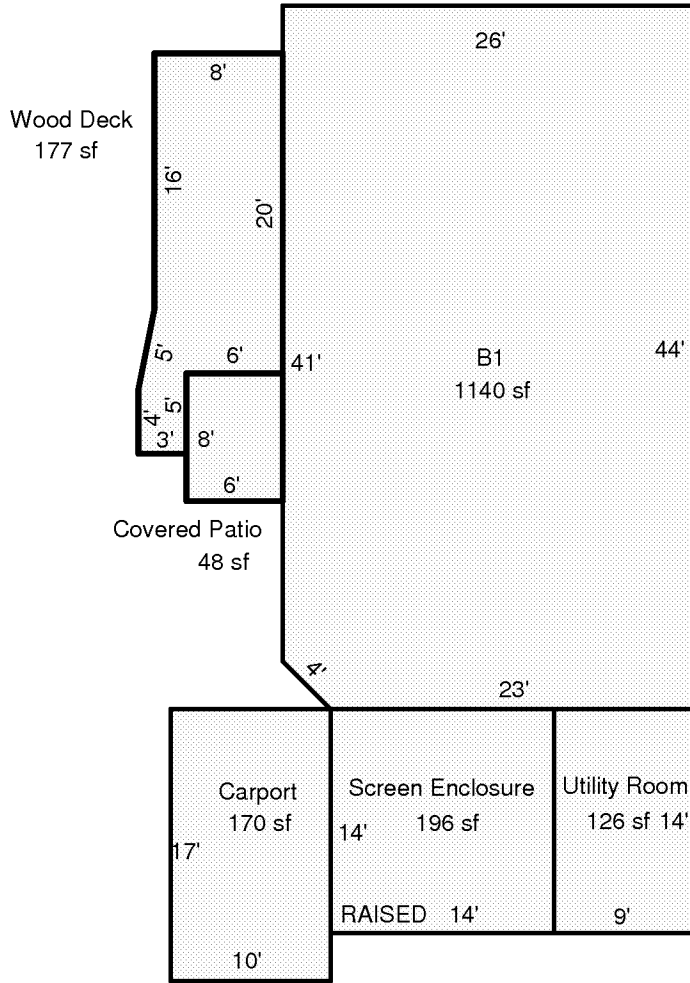 26'
8'
Wood Deck
177 sf
16'
20'
5'
6'
41'
B1
1140 sf
44'
4'
5'
3'
8'
6'
Covered Patio
48 sf
4'
23'
Carport
170 sf
17'
10'
Screen Enclosure
196 sf
14'
RAISED 14'
Utility Room
126 sf 14'
9'